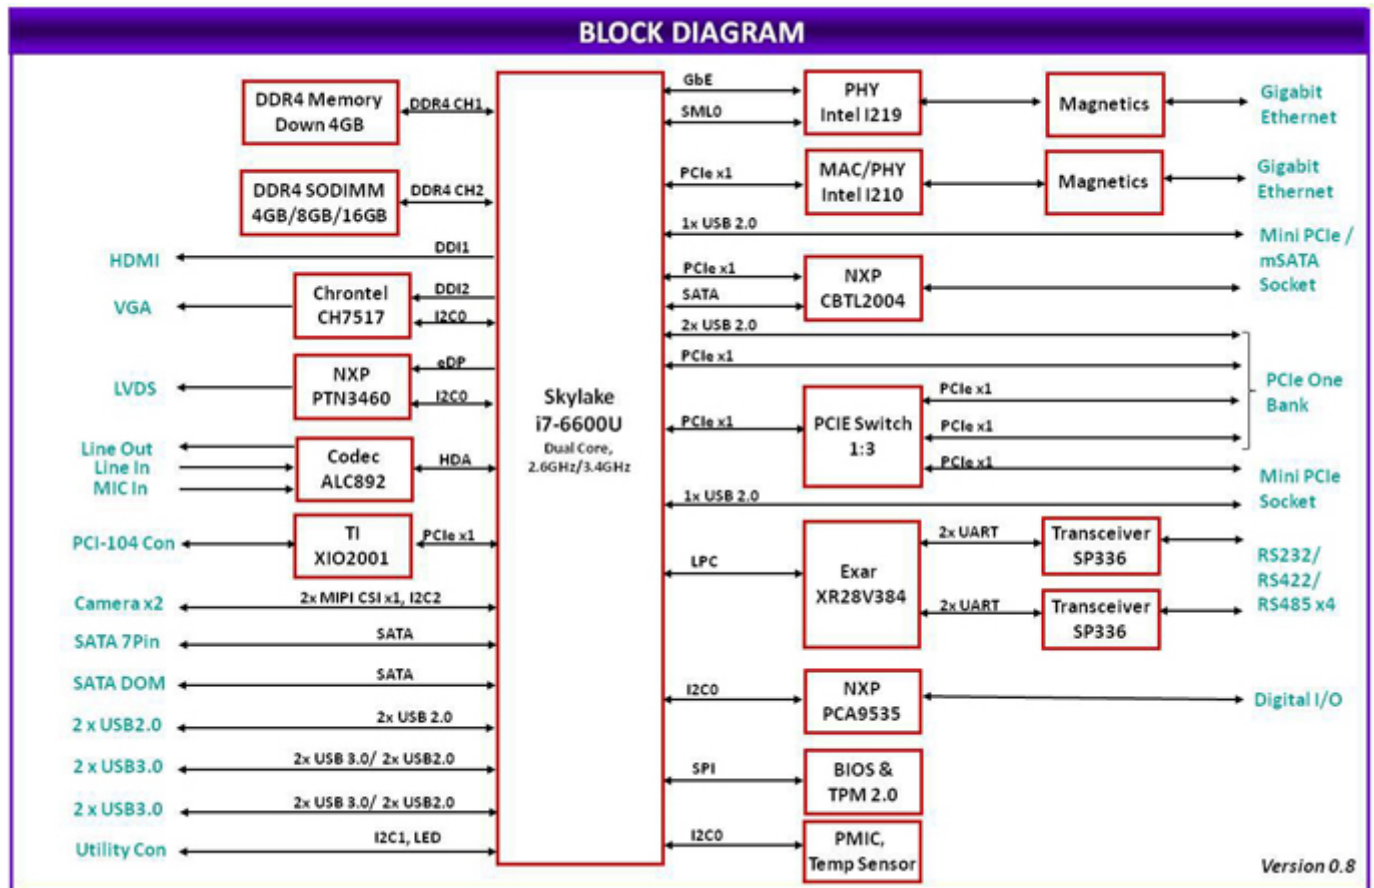 BLOCK DIAGRAM
DDR4 Memory
Down 4GB
DDR4 CH1
DDR4 SODIMM
4GB/8GB/16GB
DDR4 CH2
HDMI
DDI1
VGA
Chrontel
CH7517
DDI2
I2C0
LVDS
NXP
PTN3460
eDP
I2C0
Line Out
Line In
MIC In
Codec
ALC892
HDA
PCI-104 Con
TI
XIO2001
PCIe x1
Camera x2
2x MIPI CSI x1, I2C2
SATA 7Pin
SATA
SATA DOM
SATA
2 x USB2.0
2x USB 2.0
2 x USB3.0
2x USB 3.0/ 2x USB2.0
2 x USB3.0
2x USB 3.0/ 2x USB2.0
Utility Con
I2C1, LED
Skylake
i7-6600U
Dual Core,
2.6GHz/3.4GHz
GbE
SML0
PHY
Intel I219
Magnetics
Gigabit
Ethernet
PCIe x1
MAC/PHY
Intel I210
Magnetics
Gigabit
Ethernet
1x USB 2.0
PCIe x1
SATA
NXP
CBTL2004
Mini PCIe /
mSATA
Socket
2x USB 2.0
PCIe x1
PCIe x1
PCIE Switch
1:3
PCIe x1
PCIe x1
PCIe x1
PCIe One
Bank
1x USB 2.0
Mini PCIe
Socket
LPC
Exar
XR28V384
2x UART
2x UART
Transceiver
SP336
Transceiver
SP336
RS232/
RS422/
RS485 x4
I2C0
NXP
PCA9535
Digital I/O
SPI
BIOS &
TPM 2.0
I2C0
PMIC,
Temp Sensor
Version 0.8